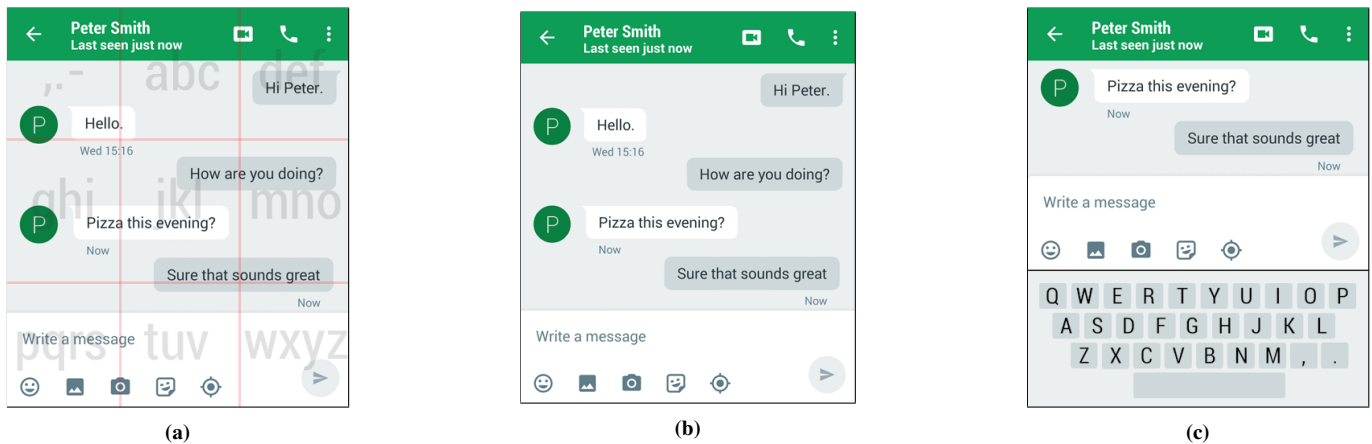 Peter Smith
Last seen just now
,.-
abc
def
Hi Peter.
P
Hello.
Wed 15:16
How are you doing?
ghi
jkl
mno
P
Pizza this evening?
Now
Sure that sounds great
Now
Write a message
pqrs
tuv
wxyz
(a)
Peter Smith
Last seen just now
Hi Peter.
P
Hello.
Wed 15:16
How are you doing?
P
Pizza this evening?
Now
Sure that sounds great
Now
Write a message
(b)
Peter Smith
Last seen just now
P
Pizza this evening?
Now
Sure that sounds great
Now
Write a message
Q W E R T Y U I O P
A S D F G H J K L
Z X C V B N M , .
(c)